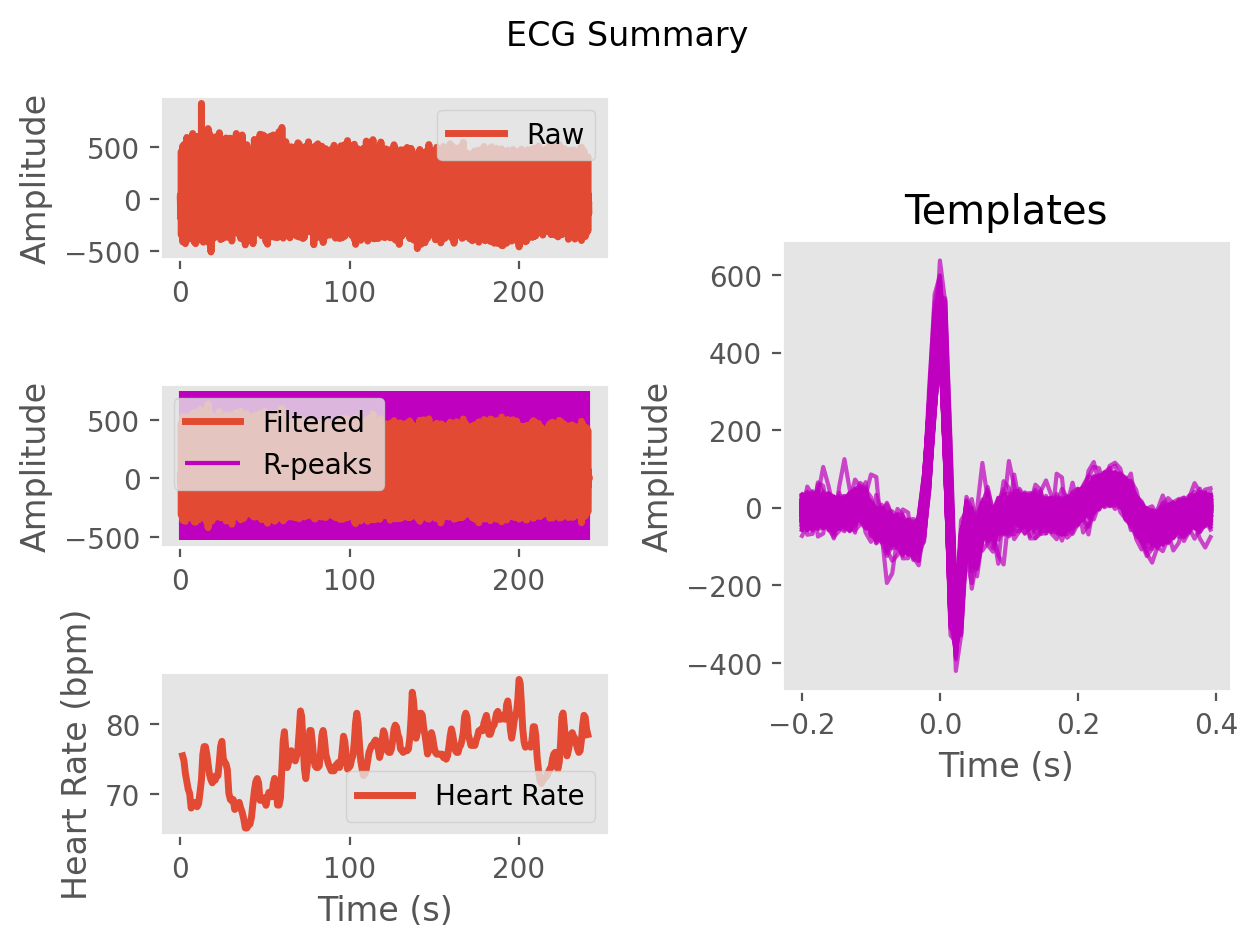 ECG Summary
Amplitude
500
0
−500
Raw
0
100
200
Amplitude
500
0
−500
Filtered
R-peaks
0
100
200
Heart Rate (bpm)
80
70
Heart Rate
0
100
200
Time (s)
Templates
Amplitude
600
400
200
0
−200
−400
−0.2
0.0
0.2
0.4
Time (s)